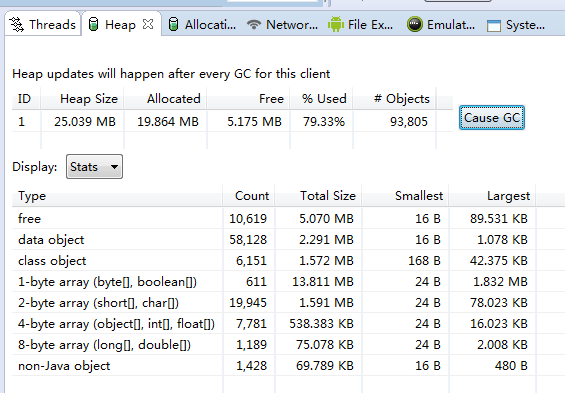 Threads Heap Allocati... Networ... File Ex... Emulat... Syste...
Heap updates will happen after every GC for this client
ID Heap Size Allocated Free % Used # Objects
1 25.039 MB 19.864 MB 5.175 MB 79.33% 93,805 Cause GC
Display: Stats
Type Count Total Size Smallest Largest
free 10,619 5.070 MB 16 B 89.531 KB
data object 58,128 2.291 MB 16 B 1.078 KB
class object 6,151 1.572 MB 168 B 42.375 KB
1-byte array (byte[], boolean[]) 611 13.811 MB 24 B 1.832 MB
2-byte array (short[], char[]) 19,945 1.591 MB 24 B 78.023 KB
4-byte array (object[], int[], float[]) 7,781 538.383 KB 24 B 16.023 KB
8-byte array (long[], double[]) 1,189 75.078 KB 24 B 2.008 KB
non-Java object 1,428 69.789 KB 16 B 480 B